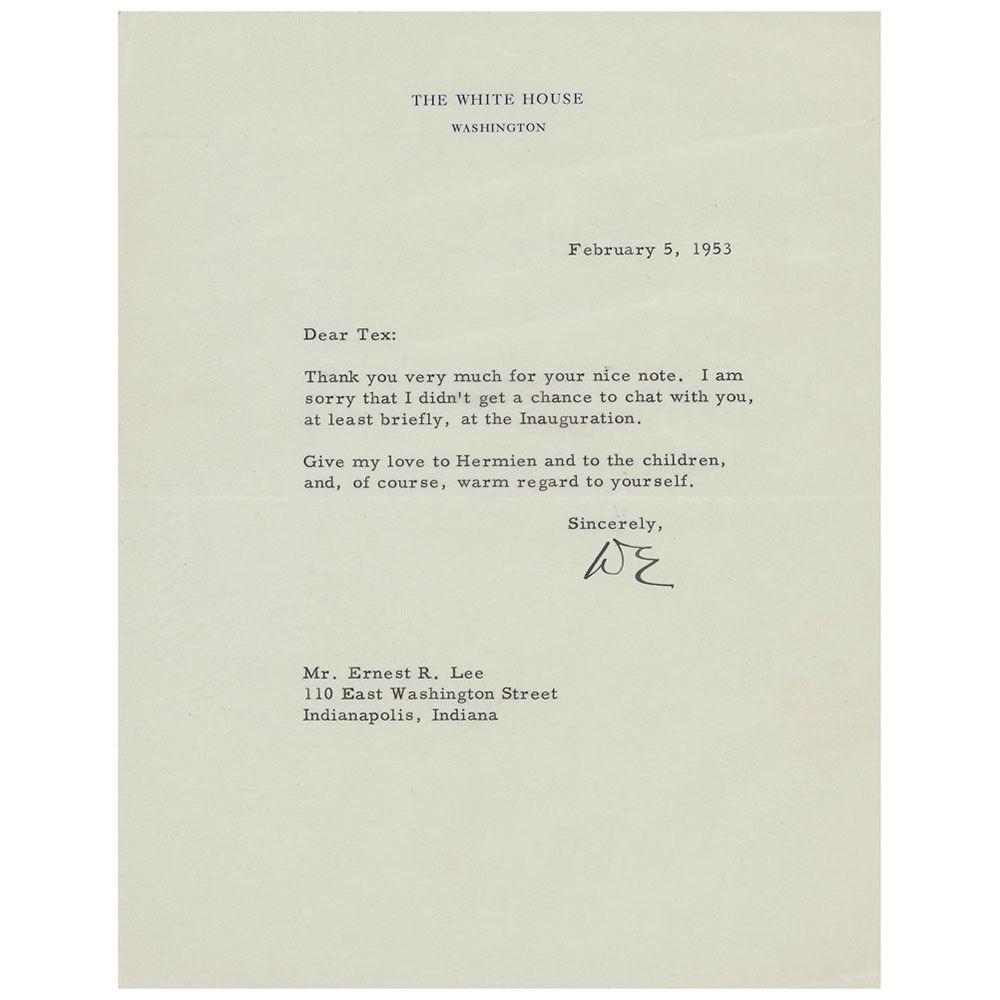 THE WHITE HOUSE
WASHINGTON
February 5, 1953
Dear Tex:
Thank you very much for your nice note. I am
sorry that I didn't get a chance to chat with you,
at least briefly, at the Inauguration.
Give my love to Hermien and to the children,
and, of course, warm regard to yourself.
Sincerely,
DE
Mr. Ernest R. Lee
110 East Washington Street
Indianapolis, Indiana